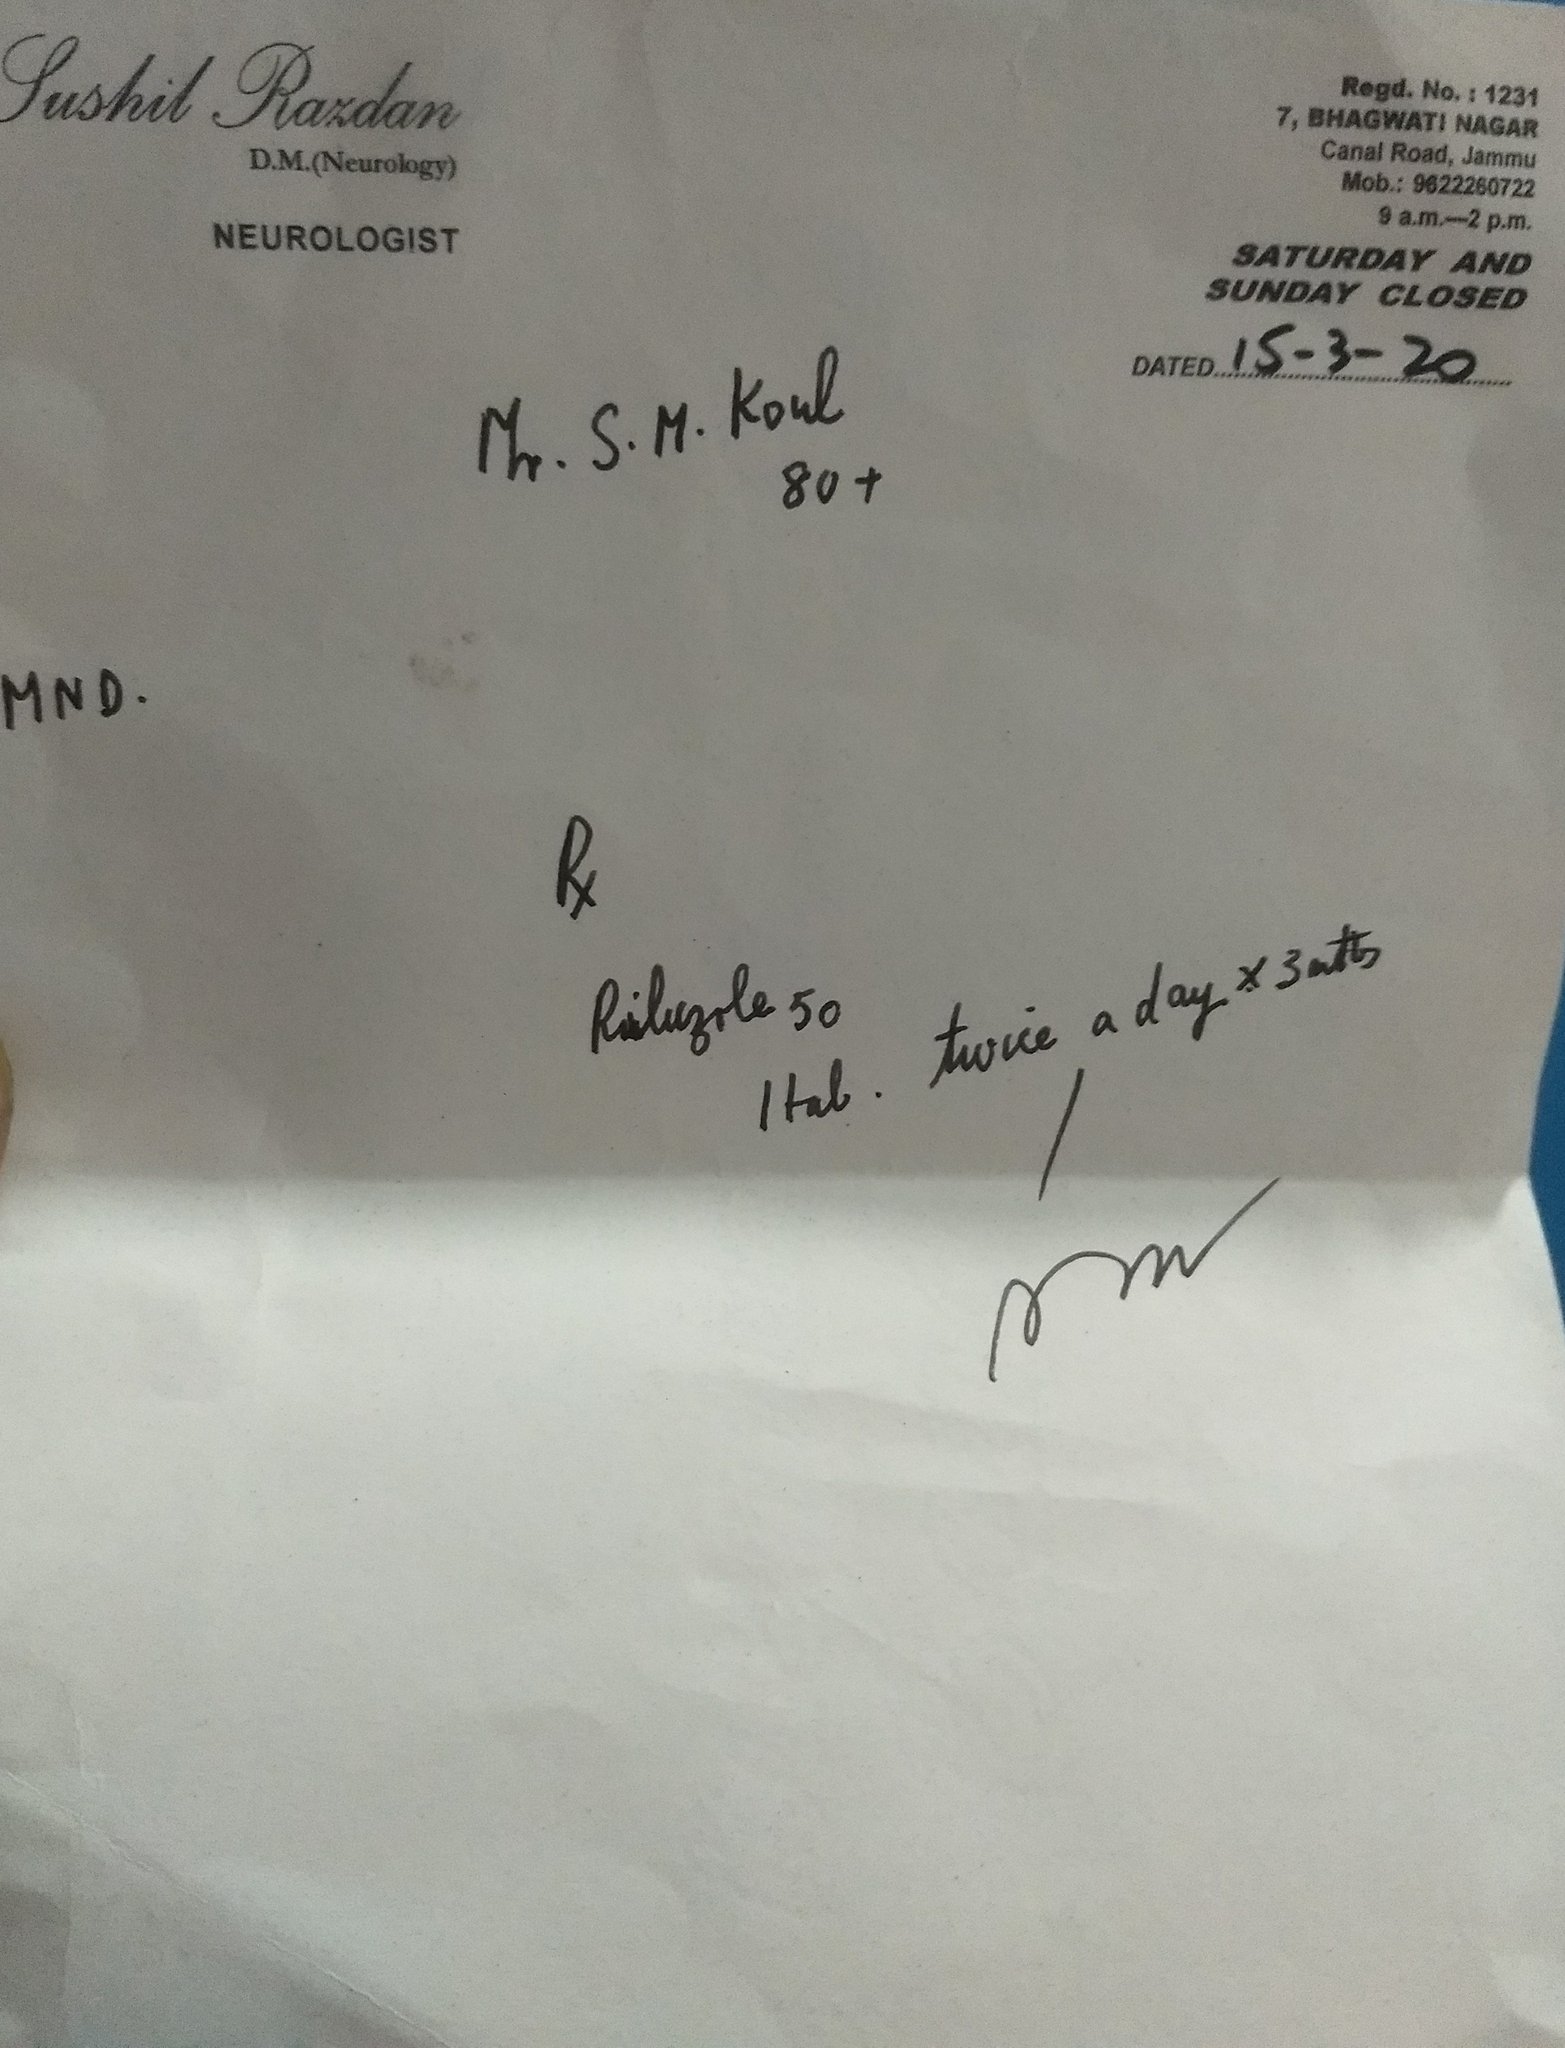 Sushil Razdan
D.M.(Neurology)
NEUROLOGIST
Regd. No. : 1231
7, BHAGWATI NAGAR
Canal Road, Jammu
Mob.: 9622260722
9 a.m.—2 p.m.
SATURDAY AND
SUNDAY CLOSED
DATED 15-3-20
Mr. S. M. Koul
80+
MND.
Rx
Riluzole 50
1 tab. twice a day x 3 mths